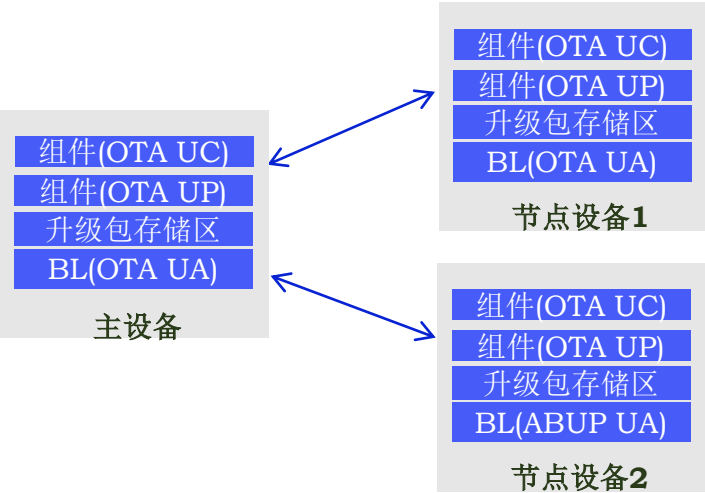 组件(OTA UC)
组件(OTA UP)
升级包存储区
BL(OTA UA)
主设备
组件(OTA UC)
组件(OTA UP)
升级包存储区
BL(OTA UA)
节点设备1
组件(OTA UC)
组件(OTA UP)
升级包存储区
BL(ABUP UA)
节点设备2